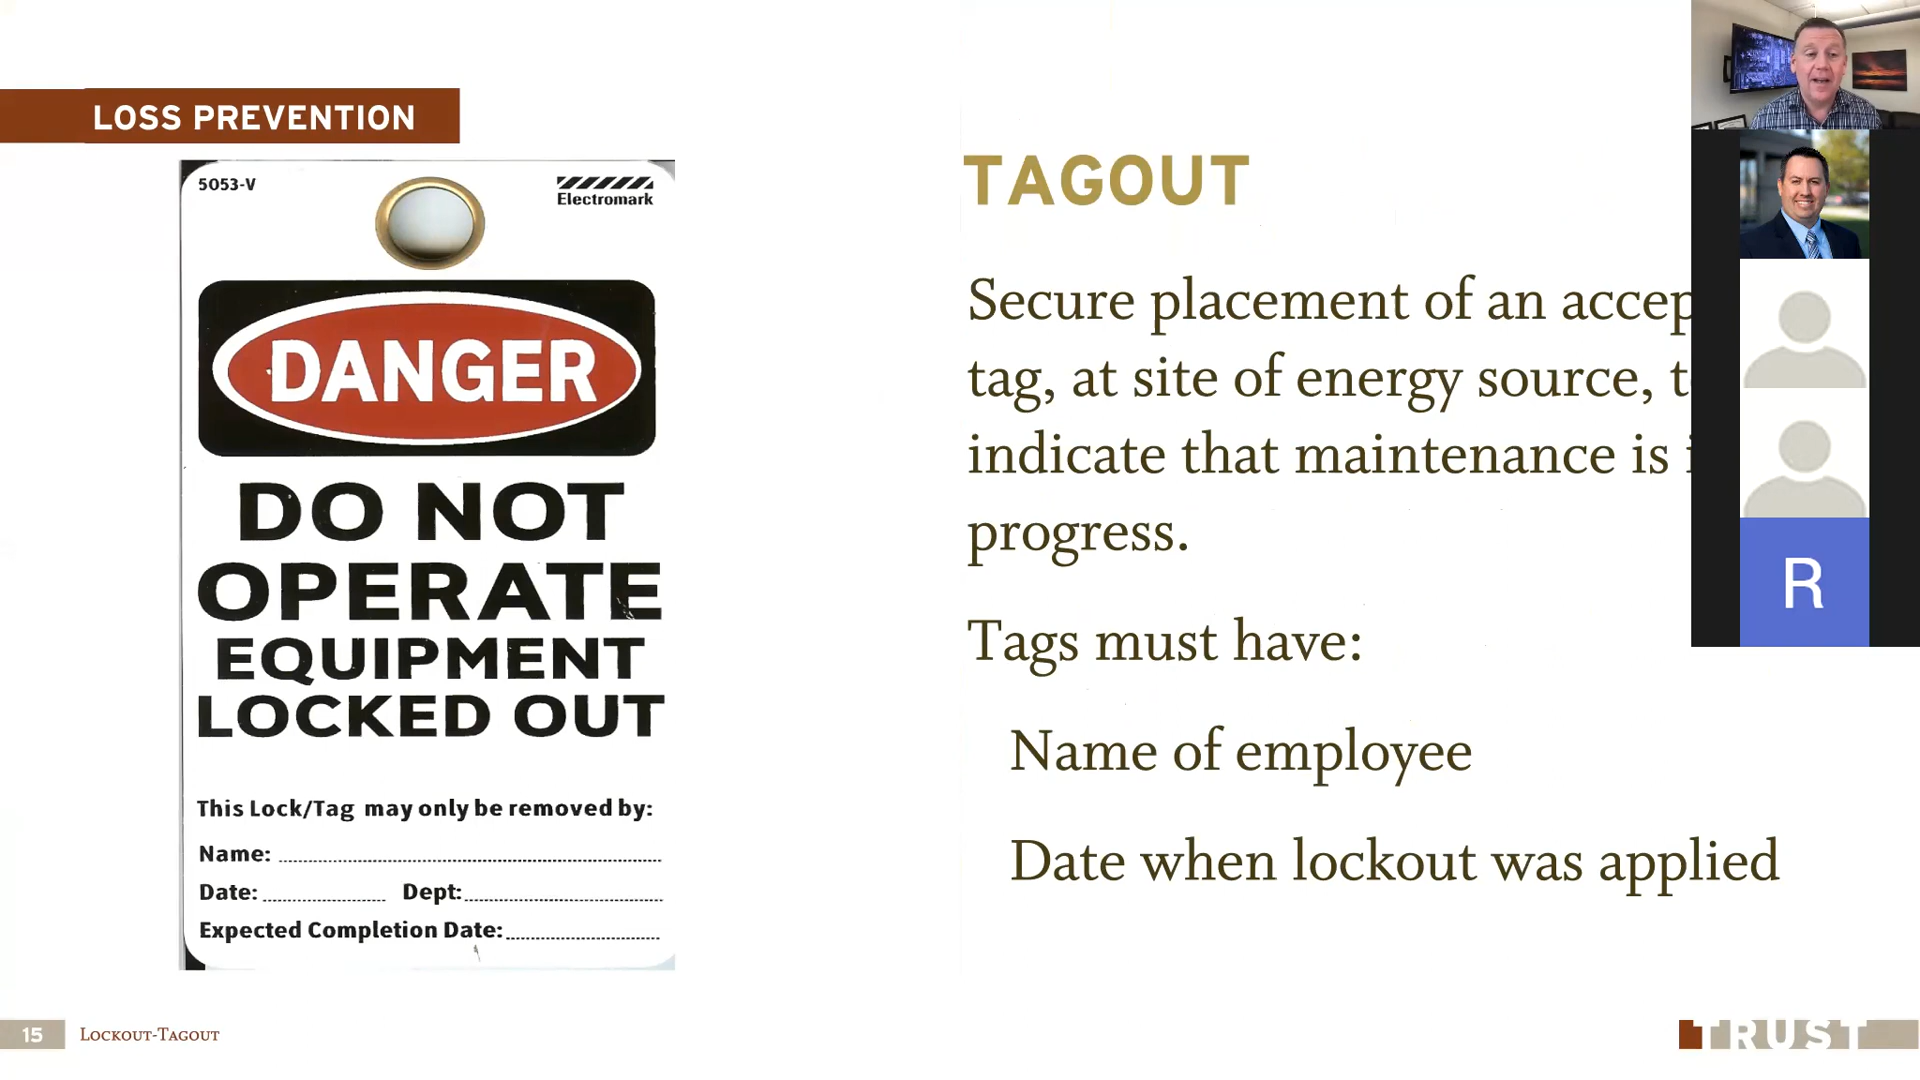 LOSS PREVENTION
5053-V
Electromark
DANGER
DO NOT
OPERATE
EQUIPMENT
LOCKED OUT
This Lock/Tag may only be removed by:
Name:
Date: Dept:
Expected Completion Date:
TAGOUT
Secure placement of an
tag, at site of energy source,
indicate that maintenance is
progress.
Tags must have:
Name of employee
Date when lockout was applied
R
15 Lockout-Tagout
TRUST